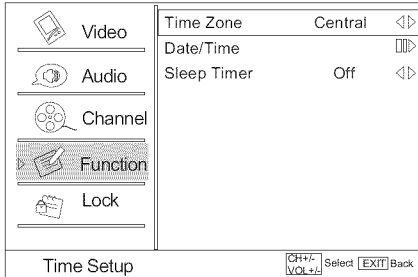 Video
Audio
Channel
Function
Lock
Time Zone Central
Date/Time
Sleep Timer Off
Time Setup
CH+/-
VOL+/- Select EXIT Back